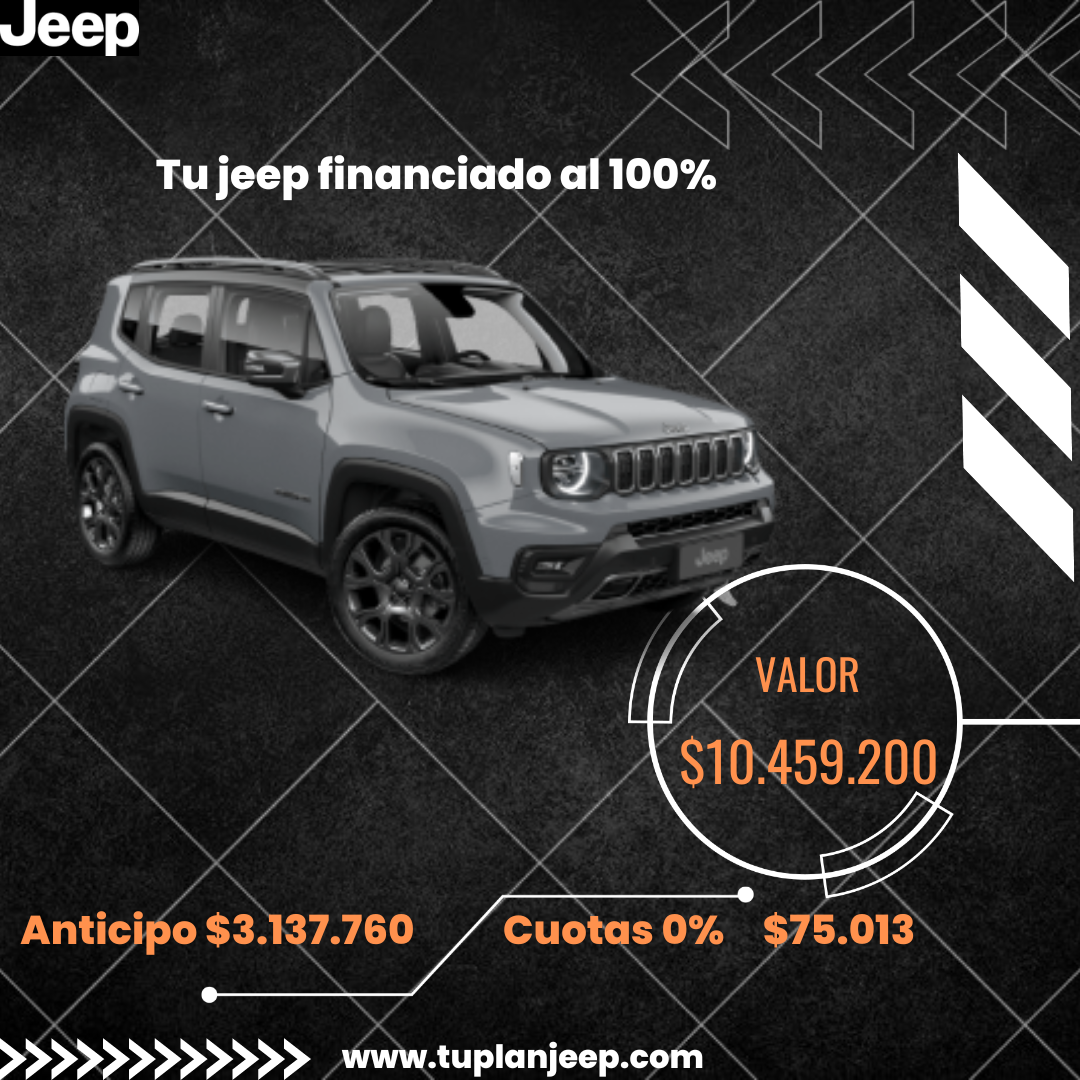 Jeep
Tu jeep financiado al 100%
Jeep
VALOR
$10.459.200
Anticipo $3.137.760
Cuotas 0% $75.013
www.tuplanjeep.com